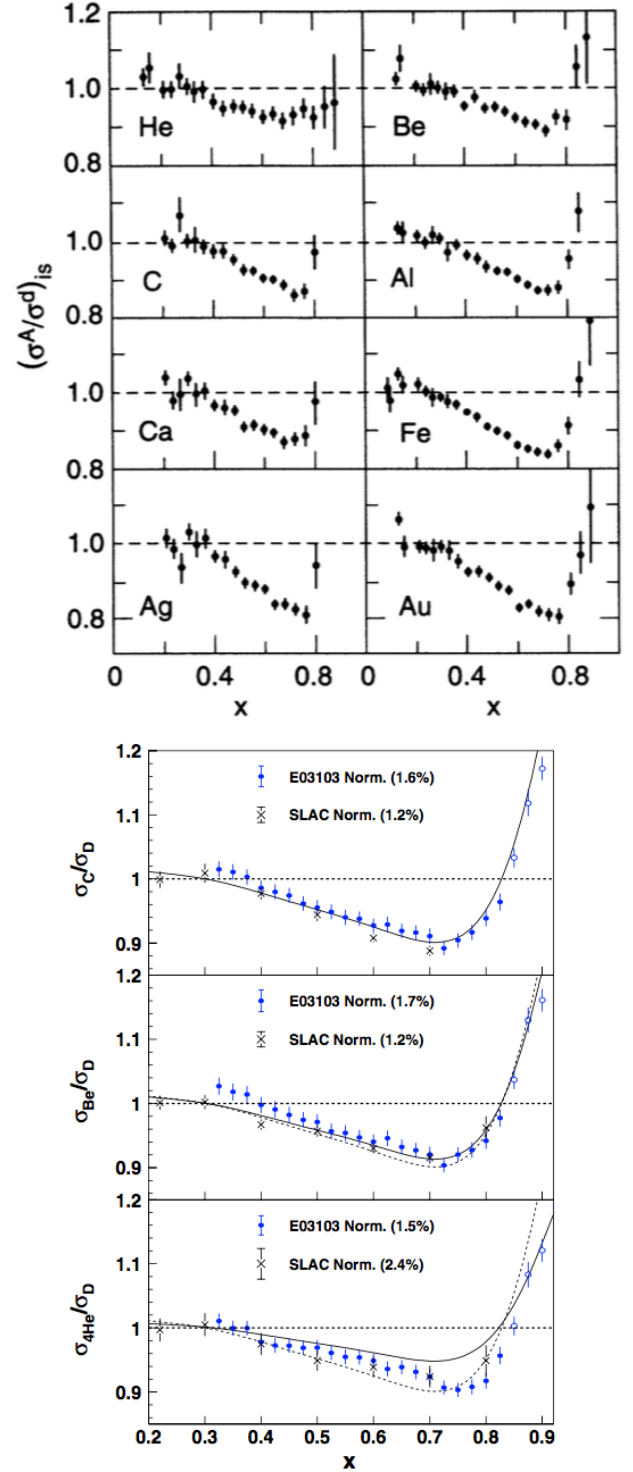 1.2
1.0
He
Be
0.8
1.0
C
Al
(σᴬ/σᵈ)ᵢₛ
0.8
1.0
Ca
Fe
0.8
1.0
Ag
Au
0.8
0 0.4 0.8 0.4 0.8
x x
1.2
E03103 Norm. (1.6%)
1.1
SLAC Norm. (1.2%)
σC/σD
1
0.9
E03103 Norm. (1.7%)
1.1
SLAC Norm. (1.2%)
σBe/σD
1
0.9
E03103 Norm. (1.5%)
1.1
SLAC Norm. (2.4%)
σ4He/σD
1
0.9
0.2 0.3 0.4 0.5 0.6 0.7 0.8 0.9
x